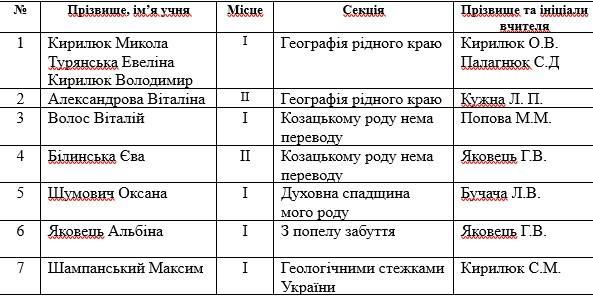 № Прізвище, ім’я учня Місце Секція Прізвище та ініціали
вчителя
1 Кирилюк Микола І Географія рідного краю Кирилюк О.В.
Турянська Евеліна Палагнюк С.Д
Кирилюк Володимир
2 Александрова Віталіна ІІ Географія рідного краю Кужна Л. П.
3 Волос Віталій І Козацькому роду нема Попова М.М.
переводу
4 Білинська Єва ІІ Козацькому роду нема Яковець Г.В.
переводу
5 Шумович Оксана І Духовна спадщина Бучача Л.В.
мого роду
6 Яковець Альбіна І З попелу забуття Яковець Г.В.
7 Шампанський Максим І Геологічними стежками Кирилюк С.М.
України